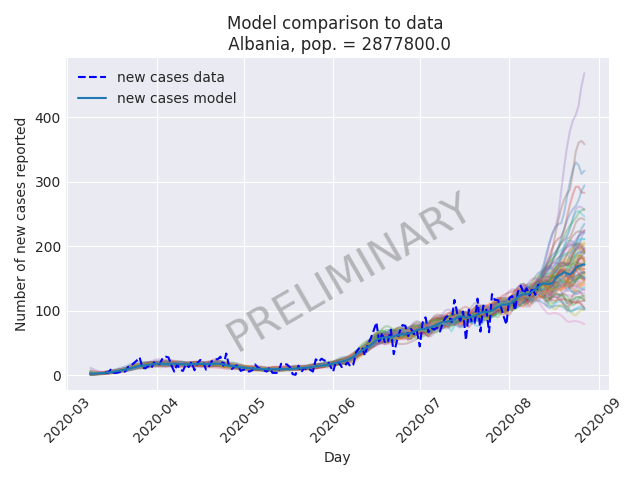 Model comparison to data
Albania, pop. = 2877800.0
new cases data
new cases model
PRELIMINARY
Number of new cases reported
400
300
200
100
0
2020-03
2020-04
2020-05
2020-06
2020-07
2020-08
2020-09
Day